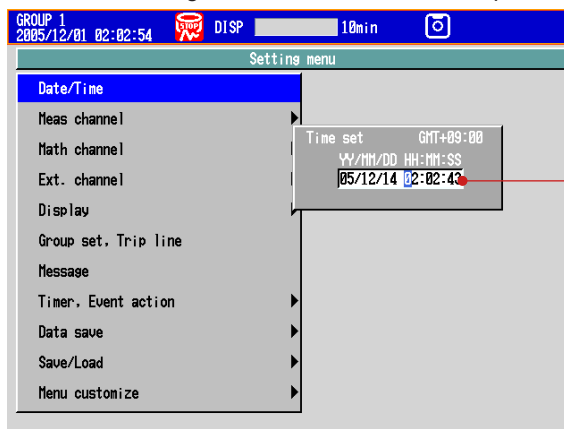 GROUP 1
2005/12/01 02:02:54
STOP
DISP
10min
Setting menu
Date/Time
Meas channel
Math channel
Ext. channel
Display
Group set, Trip line
Message
Timer, Event action
Data save
Save/Load
Menu customize
Time set GMT+09:00
YY/MM/DD HH:MM:SS
05/12/14 02:02:43